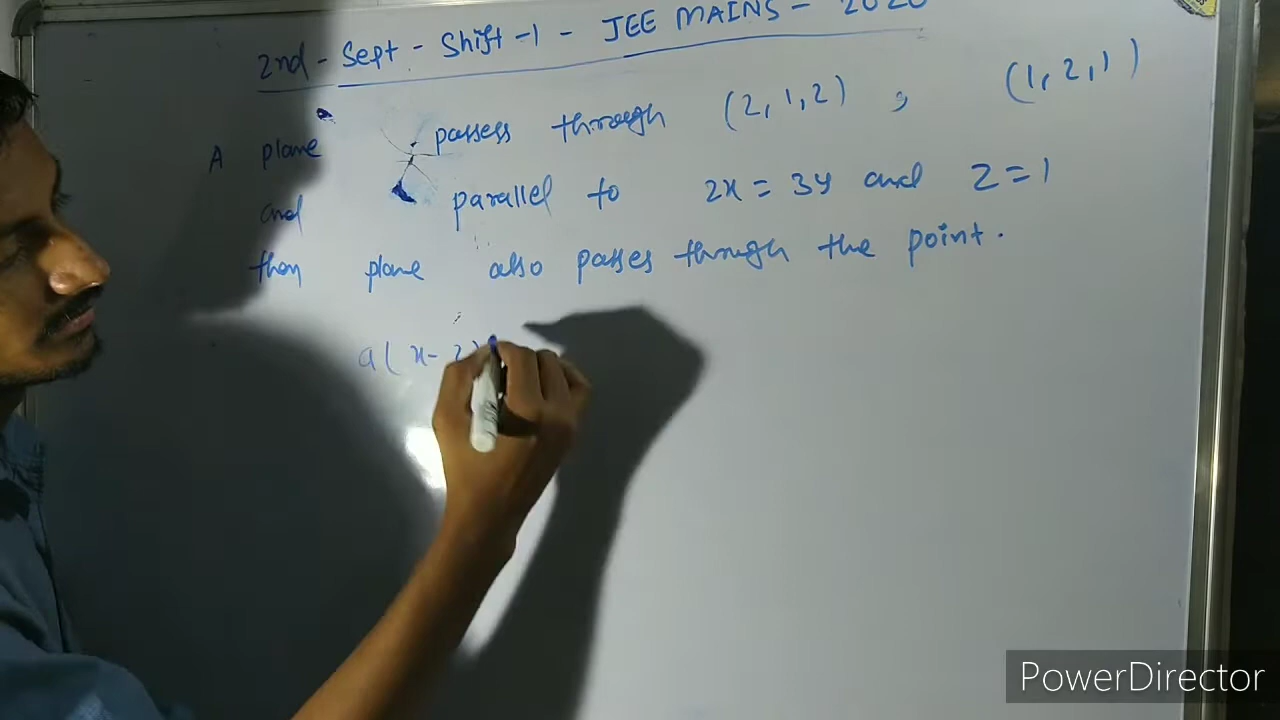 2nd - Sept - Shift - 1 - JEE MAINS - 2020
A plane passess through (2, 1, 2) , (1, 2, 1)
and parallel to 2x = 3y and z = 1
then plane also passes through the point.
a(x - 2)
PowerDirector